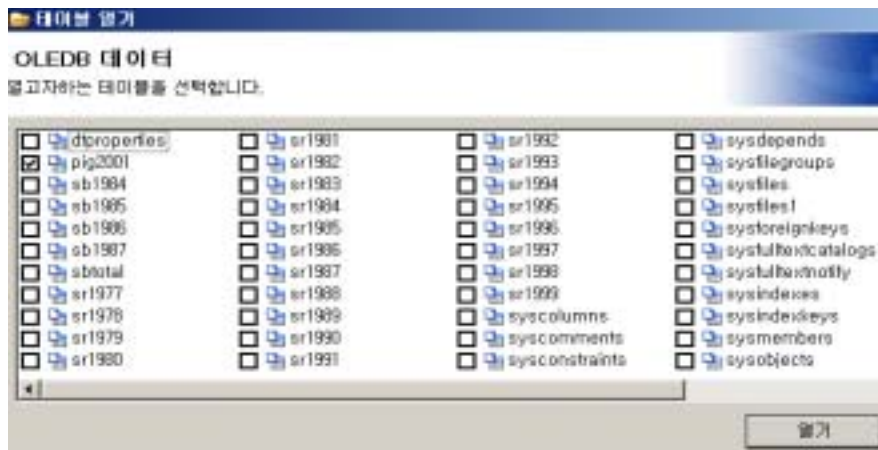 테이블 열기
OLEDB 데이터
열고자하는 테이블을 선택합니다.
dtproperties
pig2001
sb1984
sb1985
sb1986
sb1987
sbtotal
sr1977
sr1978
sr1979
sr1980
sr1981
sr1982
sr1983
sr1984
sr1985
sr1986
sr1987
sr1988
sr1989
sr1990
sr1991
sr1992
sr1993
sr1994
sr1995
sr1996
sr1997
sr1998
sr1999
syscolumns
syscomments
sysconstraints
sysdepends
sysfilegroups
sysfiles
sysfiles1
sysforeignkeys
sysfulltextcatalogs
sysfulltextnotify
sysindexes
sysindexkeys
sysmembers
sysobjects
열기